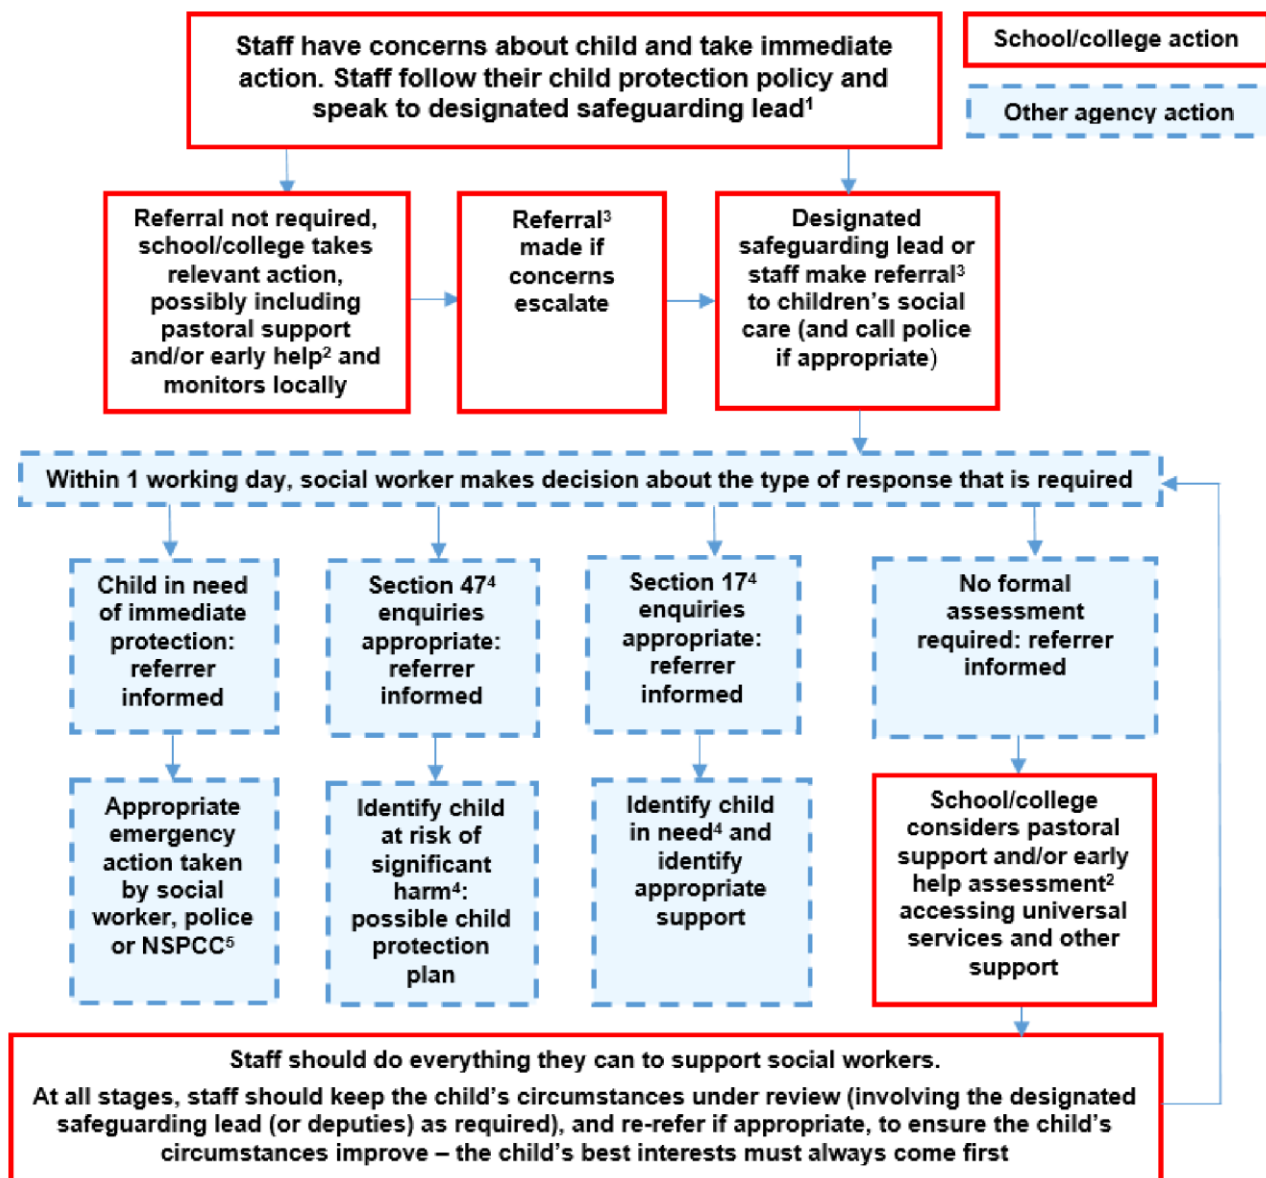 Staff have concerns about child and take immediate
action. Staff follow their child protection policy and
speak to designated safeguarding lead¹
School/college action
Other agency action
Referral not required,
school/college takes
relevant action,
possibly including
pastoral support
and/or early help² and
monitors locally
Referral³
made if
concerns
escalate
Designated
safeguarding lead or
staff make referral³
to children’s social
care (and call police
if appropriate)
Within 1 working day, social worker makes decision about the type of response that is required
Child in need
of immediate
protection:
referrer
informed
Section 47⁴
enquiries
appropriate:
referrer
informed
Section 17⁴
enquiries
appropriate:
referrer
informed
No formal
assessment
required: referrer
informed
Appropriate
emergency
action taken
by social
worker, police
or NSPCC⁵
Identify child
at risk of
significant
harm⁴:
possible child
protection
plan
Identify child
in need⁴ and
identify
appropriate
support
School/college
considers pastoral
support and/or early
help assessment²
accessing universal
services and other
support
Staff should do everything they can to support social workers.
At all stages, staff should keep the child’s circumstances under review (involving the designated
safeguarding lead (or deputies) as required), and re-refer if appropriate, to ensure the child’s
circumstances improve – the child’s best interests must always come first